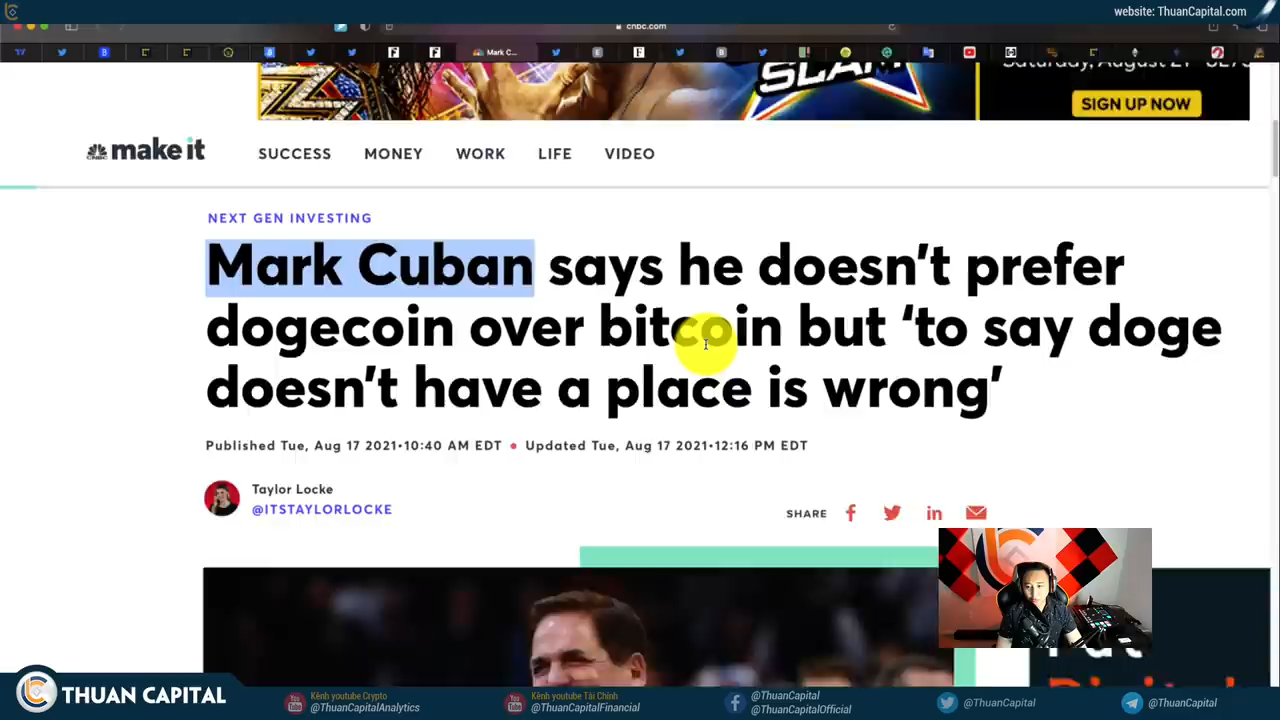 website: ThuanCapital.com
cnbc.com
Mark C...
SLAM
SIGN UP NOW
make it
SUCCESS MONEY WORK LIFE VIDEO
NEXT GEN INVESTING
Mark Cuban says he doesn't prefer
dogecoin over bitcoin but ‘to say doge
doesn't have a place is wrong’
Published Tue, Aug 17 2021•10:40 AM EDT • Updated Tue, Aug 17 2021•12:16 PM EDT
Taylor Locke
@ITSTAYLORLOCKE
SHARE
THUAN CAPITAL
Kênh youtube Crypto
@ThuanCapitalAnalytics
Kênh youtube Tài Chính
@ThuanCapitalFinancial
@ThuanCapital
@ThuanCapitalOfficial
@ThuanCapital
@ThuanCapital